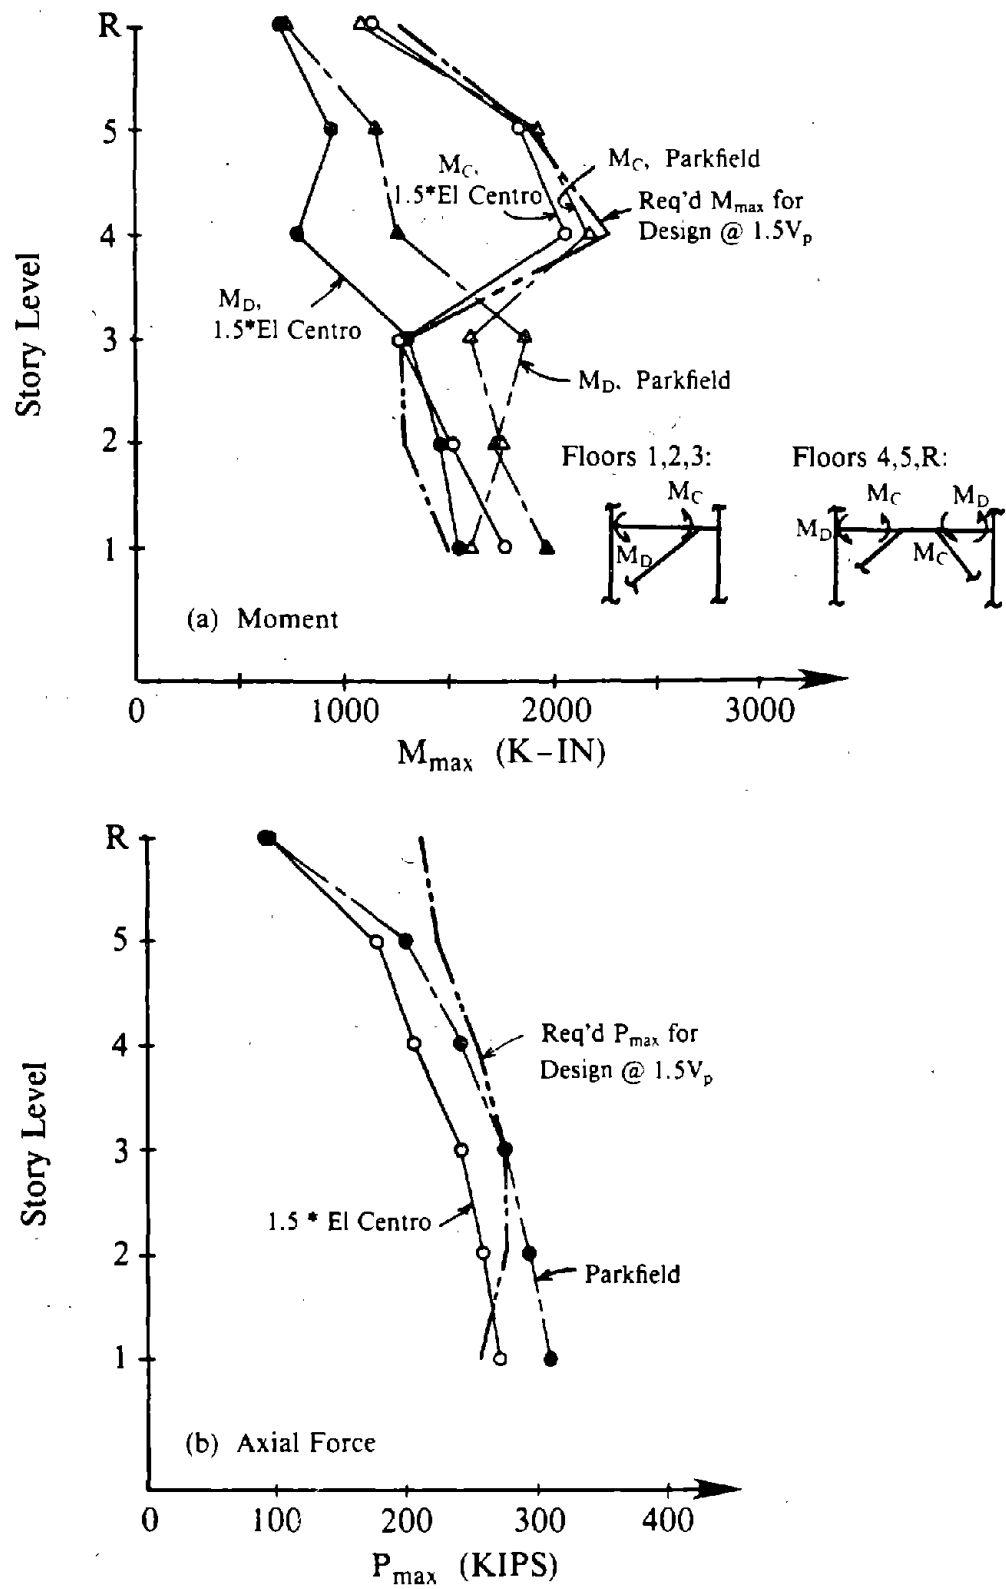 R
5
4
3
2
1
Story Level
M_C,
1.5*El Centro
M_C, Parkfield
Req'd M_max for
Design @ 1.5V_p
M_D,
1.5*El Centro
M_D, Parkfield
Floors 1,2,3:
M_C
M_D
Floors 4,5,R:
M_C
M_D
M_D
M_C
(a) Moment
0
1000
2000
3000
M_max (K-IN)
R
5
4
3
2
1
Story Level
Req'd P_max for
Design @ 1.5V_p
1.5 * El Centro
Parkfield
(b) Axial Force
0
100
200
300
400
P_max (KIPS)